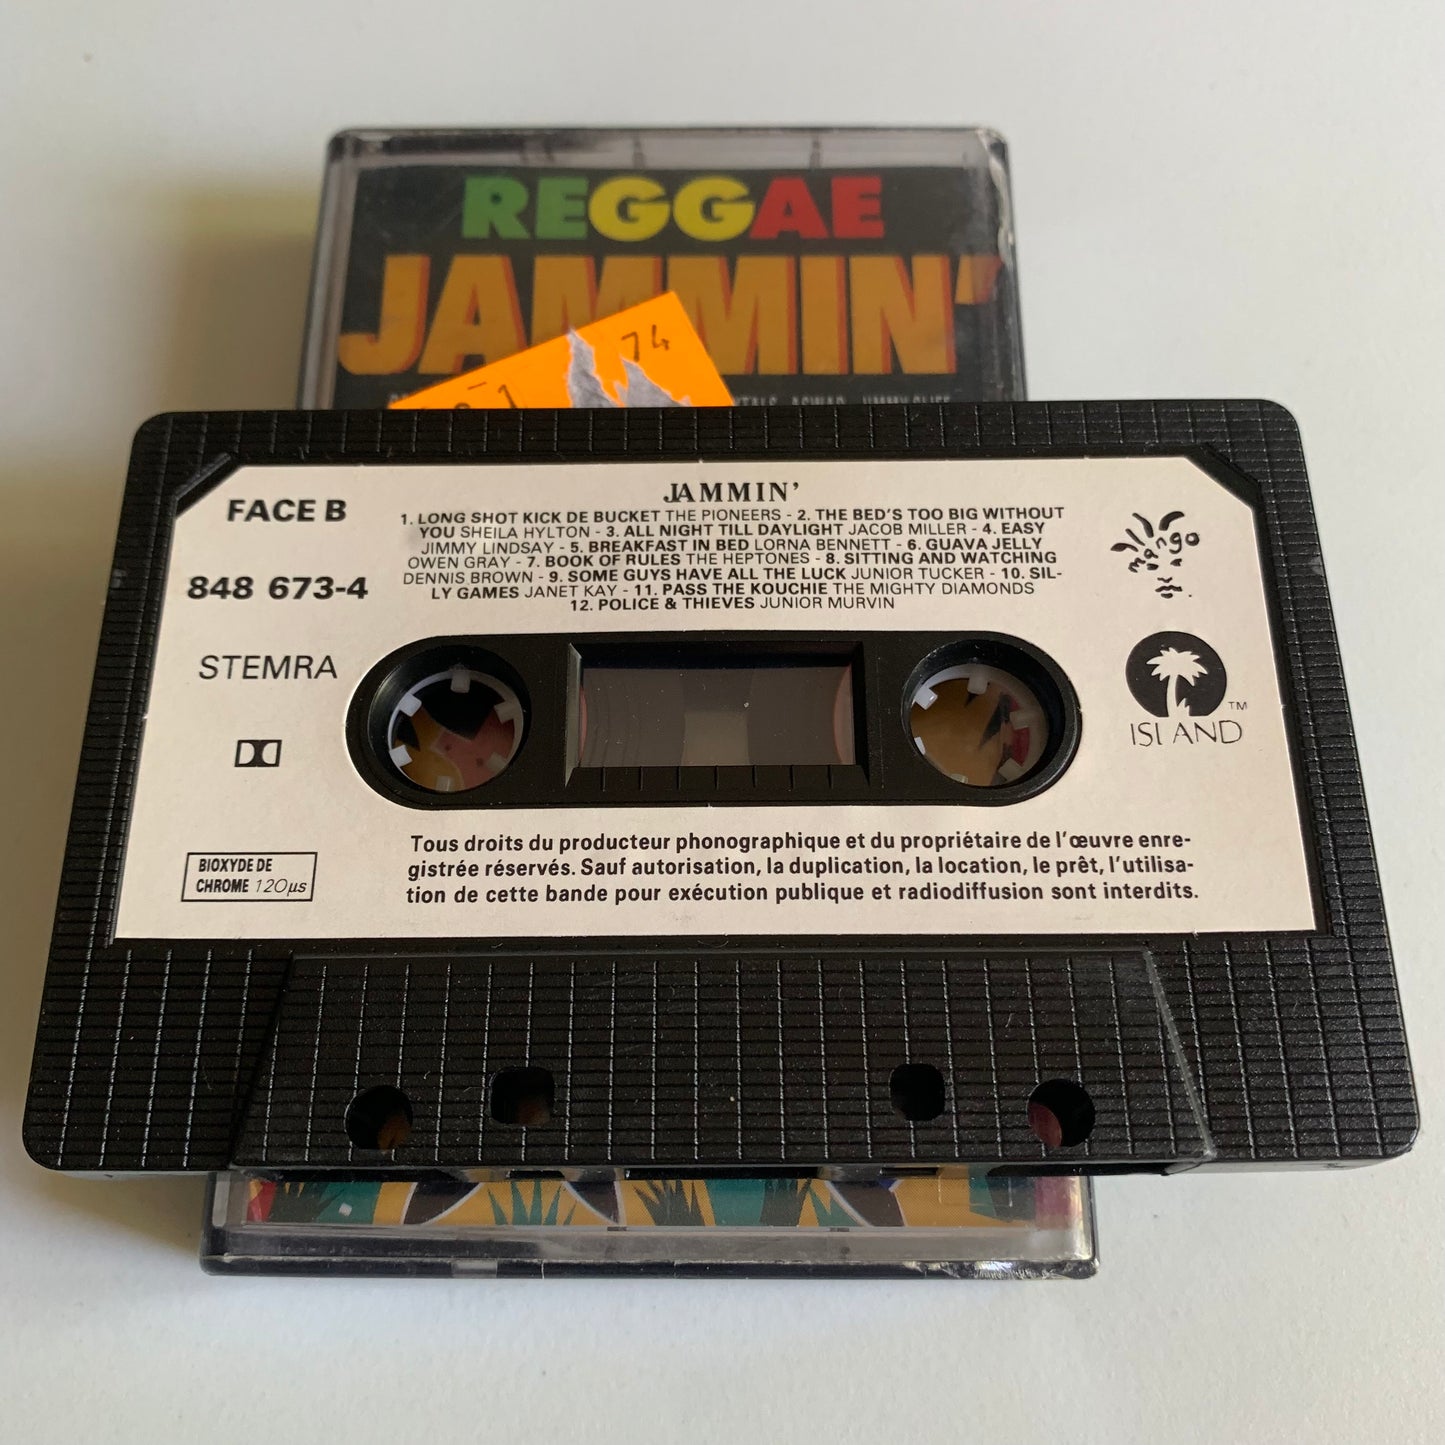 REGGAE
JAMMIN'
74
ASWAD JIMMY CLIFF
FACE B
848 673-4
STEMRA
BIOXYDE DE
CHROME 120µs
JAMMIN'
1. LONG SHOT KICK DE BUCKET THE PIONEERS - 2. THE BED'S TOO BIG WITHOUT
YOU SHEILA HYLTON - 3. ALL NIGHT TILL DAYLIGHT JACOB MILLER - 4. EASY
JIMMY LINDSAY - 5. BREAKFAST IN BED LORNA BENNETT - 6. GUAVA JELLY
OWEN GRAY - 7. BOOK OF RULES THE HEPTONES - 8. SITTING AND WATCHING
DENNIS BROWN - 9. SOME GUYS HAVE ALL THE LUCK JUNIOR TUCKER - 10. SIL-
LY GAMES JANET KAY - 11. PASS THE KOUCHIE THE MIGHTY DIAMONDS
12. POLICE & THIEVES JUNIOR MURVIN
mango
TM
ISLAND
Tous droits du producteur phonographique et du propriétaire de l'œuvre enre-
gistrée réservés. Sauf autorisation, la duplication, la location, le prêt, l'utilisa-
tion de cette bande pour exécution publique et radiodiffusion sont interdits.